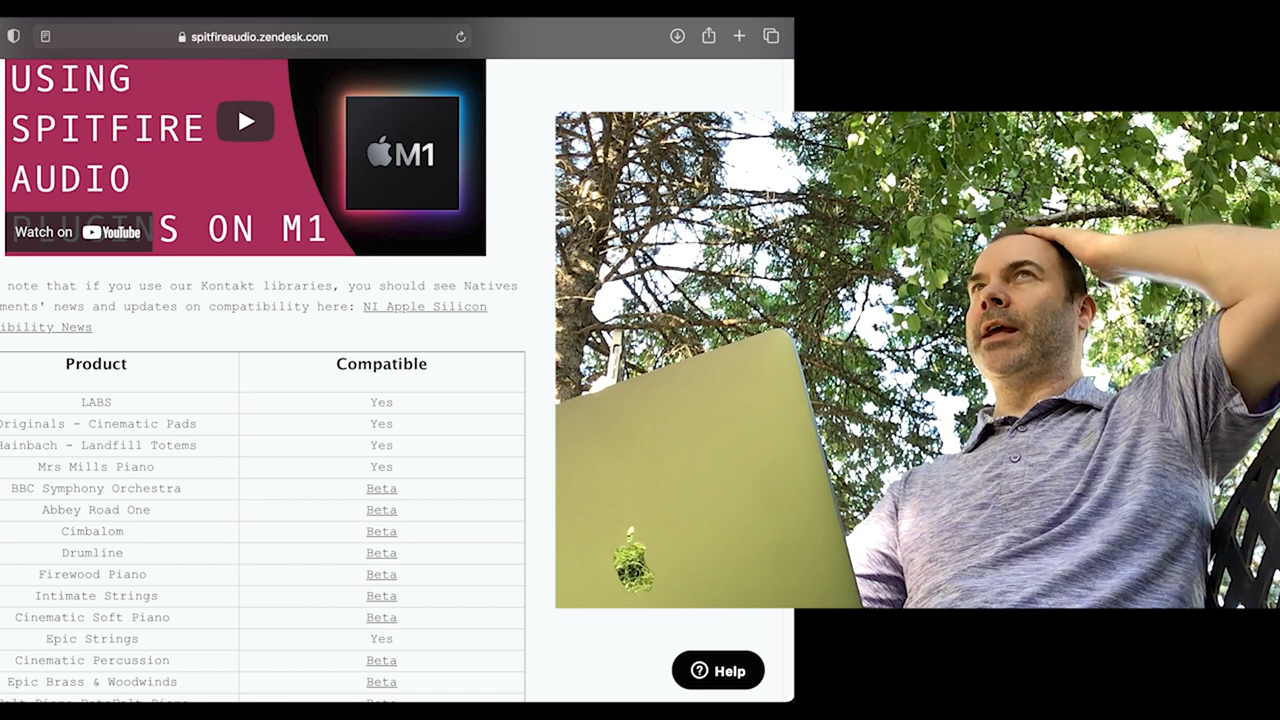 spitfireaudio.zendesk.com
USING
SPITFIRE
AUDIO
PLUGINS ON M1
M1
Watch on YouTube
note that if you use our Kontakt libraries, you should see Natives
ments' news and updates on compatibility here: NI Apple Silicon
ibility News
Product Compatible
LABS Yes
Originals - Cinematic Pads Yes
Hainbach - Landfill Totems Yes
Mrs Mills Piano Yes
BBC Symphony Orchestra Beta
Abbey Road One Beta
Cimbalom Beta
Drumline Beta
Firewood Piano Beta
Intimate Strings Beta
Cinematic Soft Piano Beta
Epic Strings Yes
Cinematic Percussion Beta
Epic Brass & Woodwinds Beta
Help